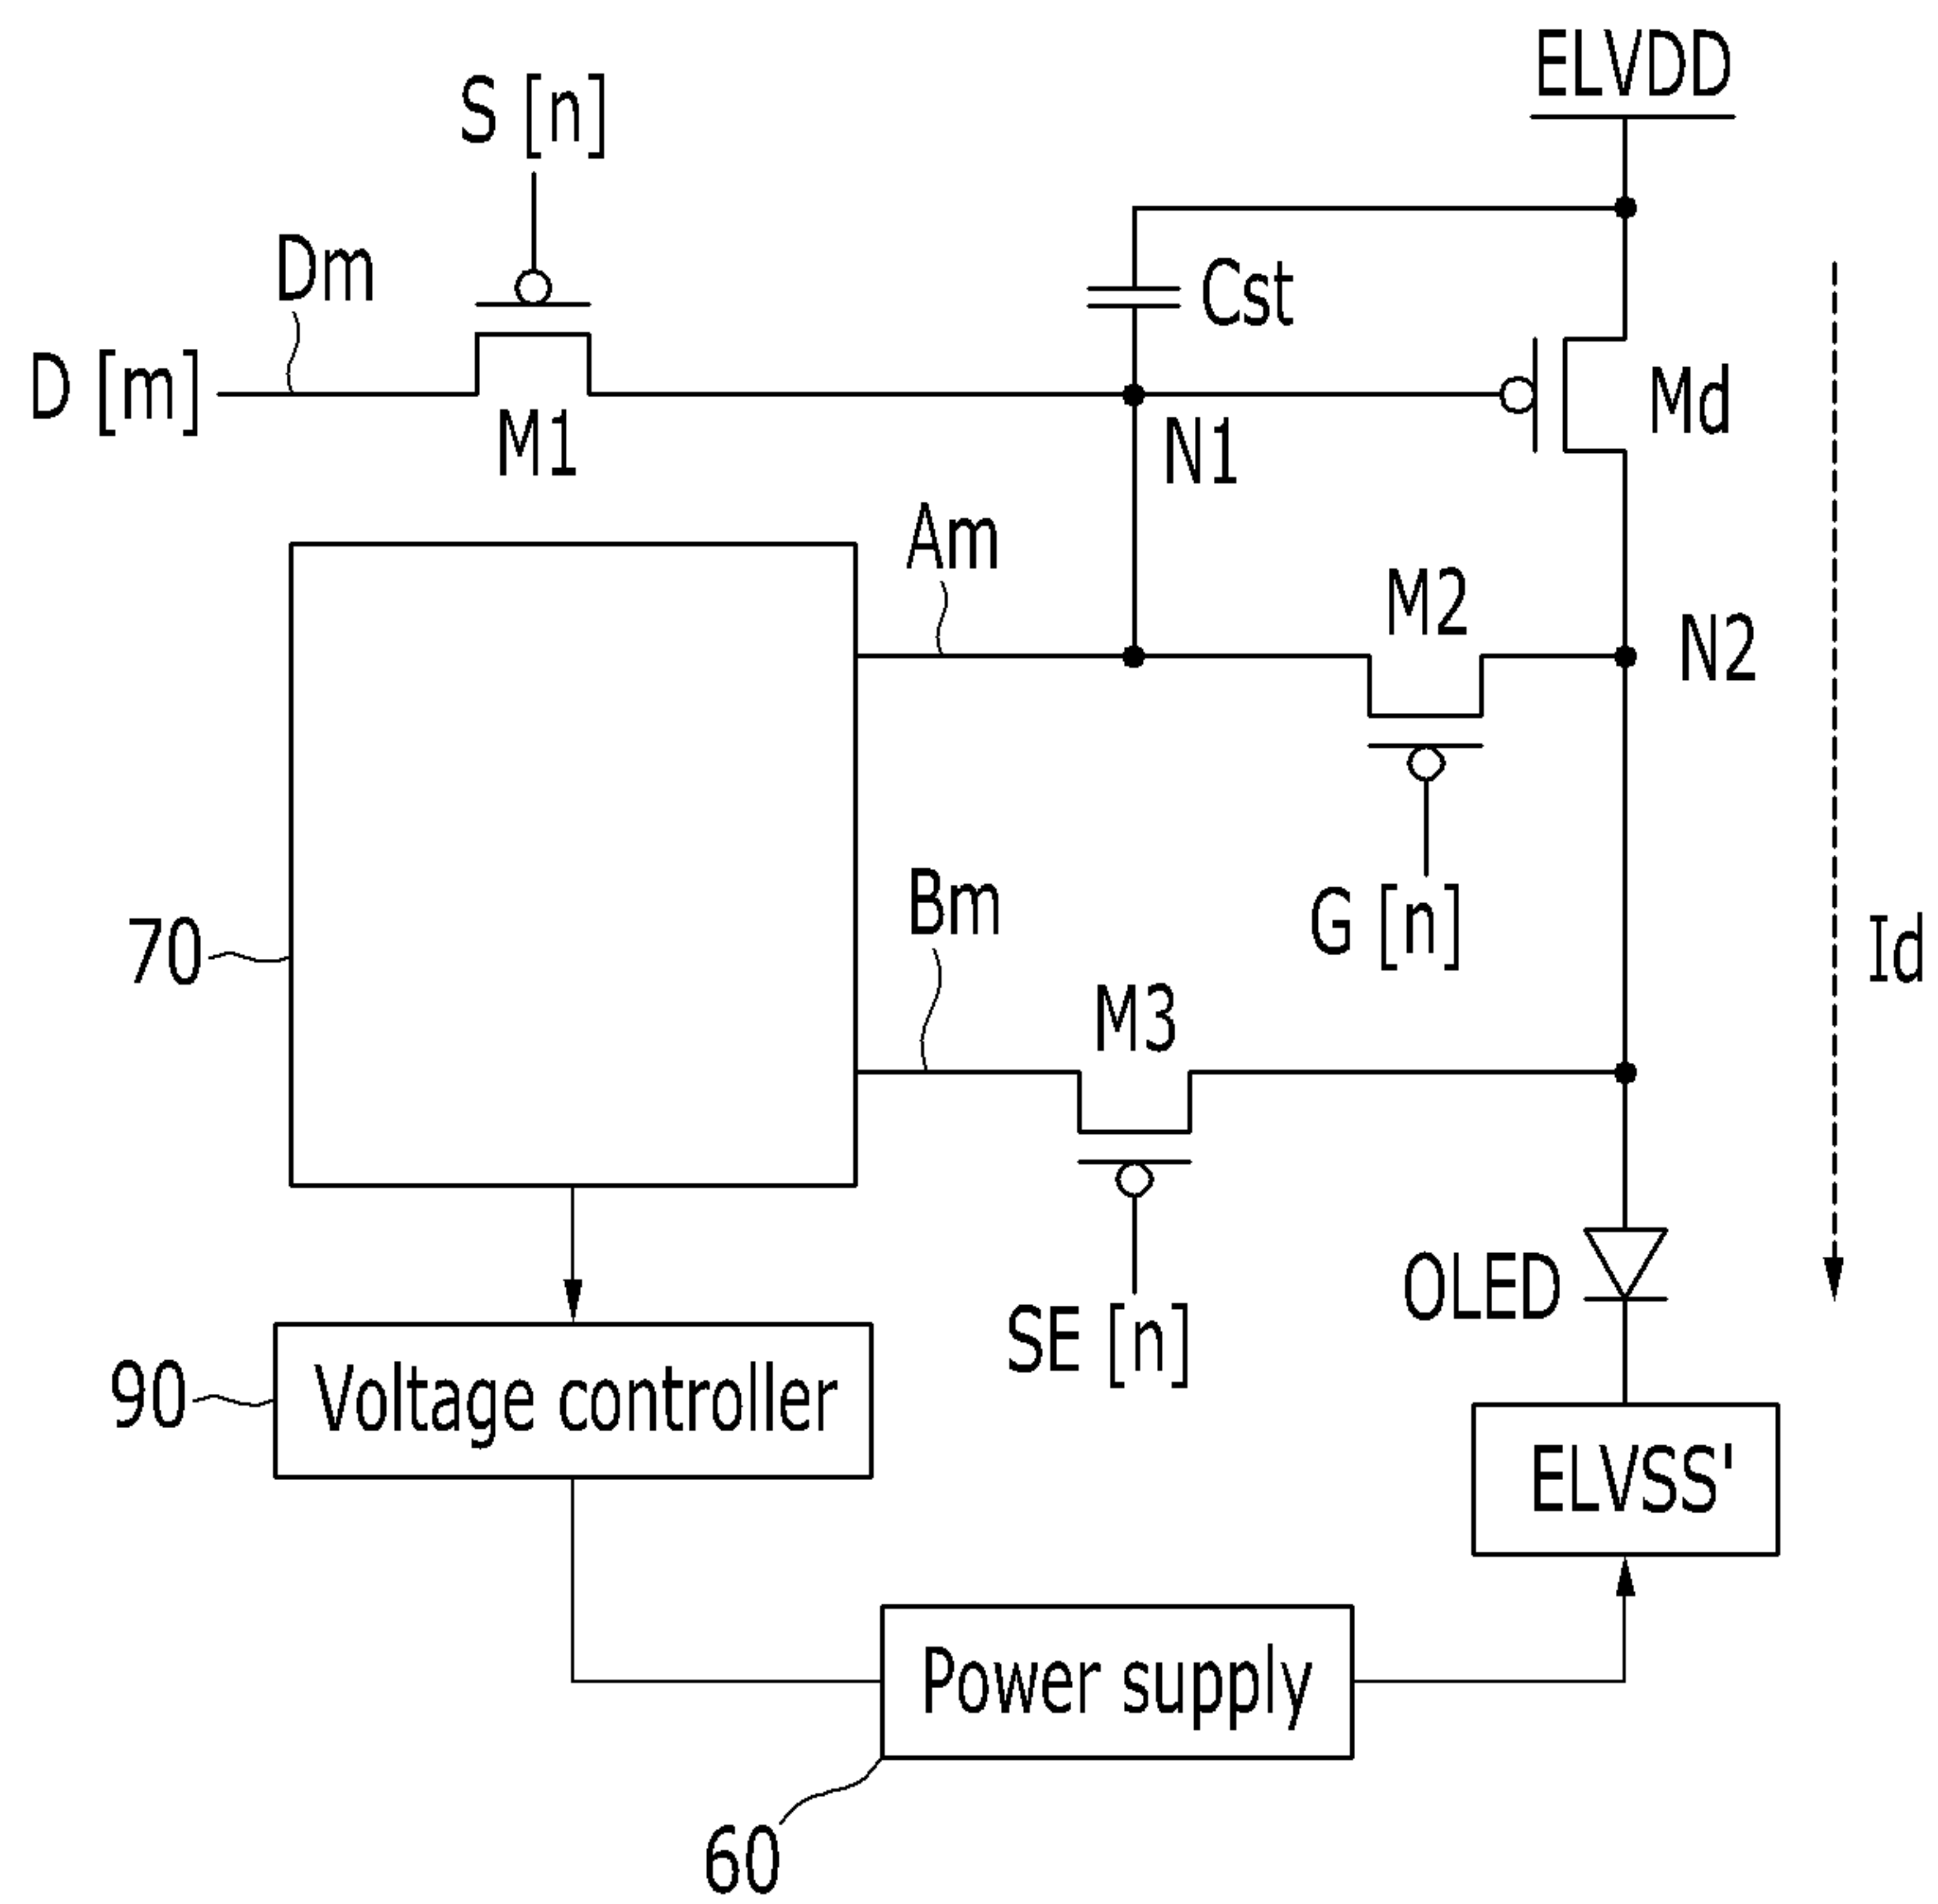 ELVDD
S [n]
Dm
Cst
D [m]
M1
N1
Md
Am
M2
N2
70
Bm
G [n]
Id
M3
OLED
SE [n]
90
Voltage controller
ELVSS'
Power supply
60